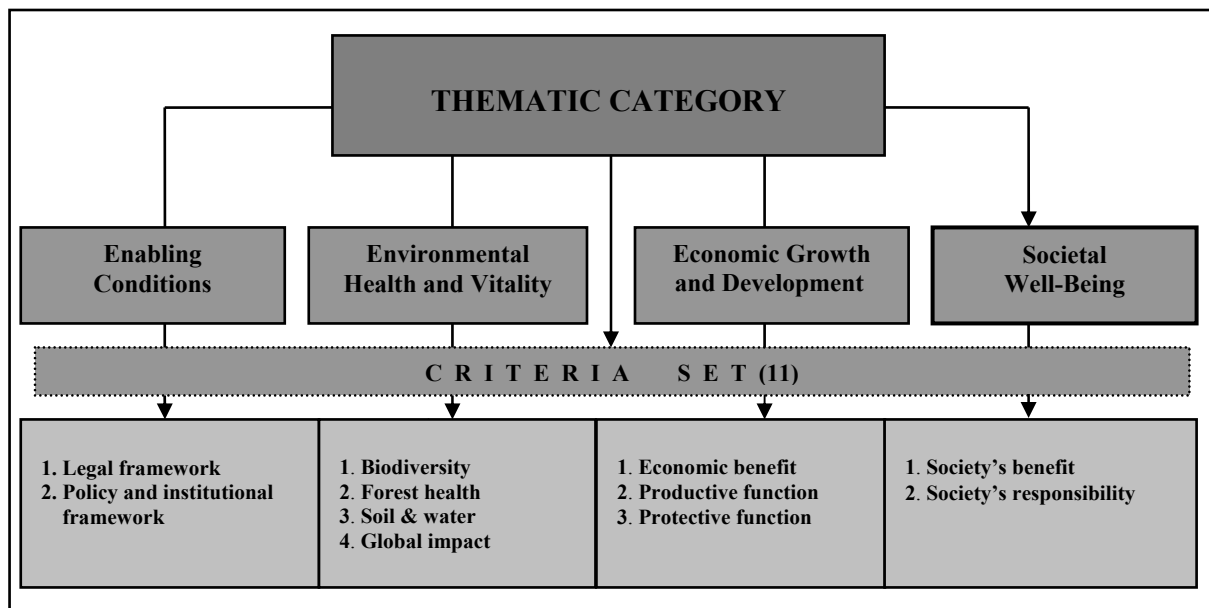 THEMATIC CATEGORY
Enabling
Conditions
Environmental
Health and Vitality
Economic Growth
and Development
Societal
Well-Being
C R I T E R I A S E T (11)
1. Legal framework
2. Policy and institutional
framework
1. Biodiversity
2. Forest health
3. Soil & water
4. Global impact
1. Economic benefit
2. Productive function
3. Protective function
1. Society’s benefit
2. Society’s responsibility